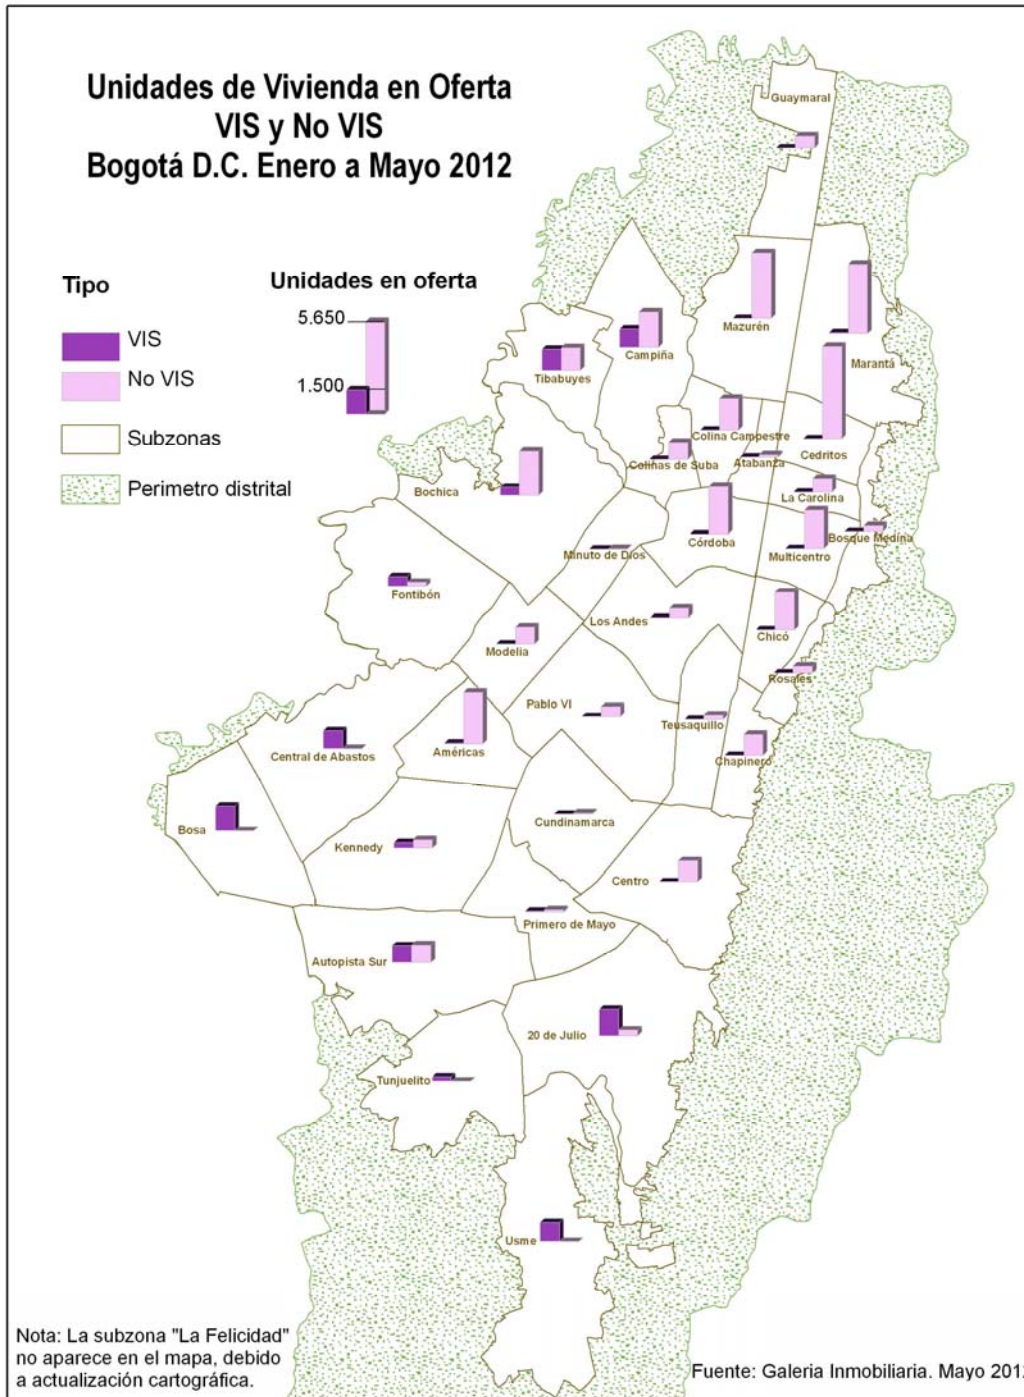 Unidades de Vivienda en Oferta
VIS y No VIS
Bogotá D.C. Enero a Mayo 2012
Tipo
VIS
No VIS
Subzonas
Perimetro distrital
Unidades en oferta
5.650
1.500
Guaymaral
Mazurén
Marantá
Campiña
Tibabuyes
Colina Campestre
Cedritos
Colinas de Suba
Atabanza
Bochica
La Carolina
Córdoba
Bosque Medina
Minuto de Dios
Multicentro
Fontibón
Los Andes
Chicó
Modelia
Rosales
Pablo VI
Teusaquillo
Américas
Central de Abastos
Chapinero
Bosa
Cundinamarca
Kennedy
Centro
Primero de Mayo
Autopista Sur
20 de Julio
Tunjuelito
Usme
Nota: La subzona "La Felicidad"
no aparece en el mapa, debido
a actualización cartográfica.
Fuente: Galeria Inmobiliaria. Mayo 201